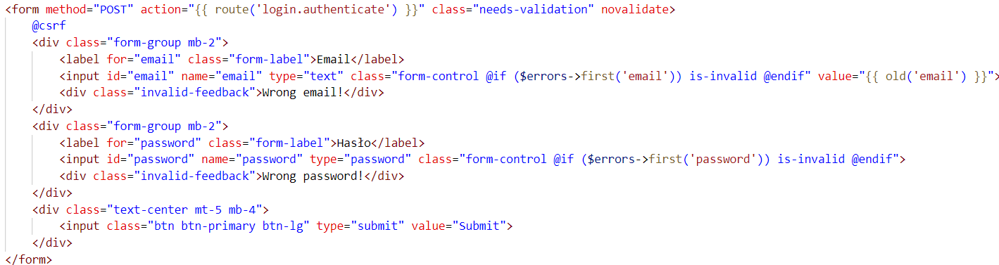 <form method="POST" action="{{ route('login.authenticate') }}" class="needs-validation" novalidate>
    @csrf
    <div class="form-group mb-2">
        <label for="email" class="form-label">Email</label>
        <input id="email" name="email" type="text" class="form-control @if ($errors->first('email')) is-invalid @endif" value="{{ old('email') }}">
        <div class="invalid-feedback">Wrong email!</div>
    </div>
    <div class="form-group mb-2">
        <label for="password" class="form-label">Hasło</label>
        <input id="password" name="password" type="password" class="form-control @if ($errors->first('password')) is-invalid @endif">
        <div class="invalid-feedback">Wrong password!</div>
    </div>
    <div class="text-center mt-5 mb-4">
        <input class="btn btn-primary btn-lg" type="submit" value="Submit">
    </div>
</form>